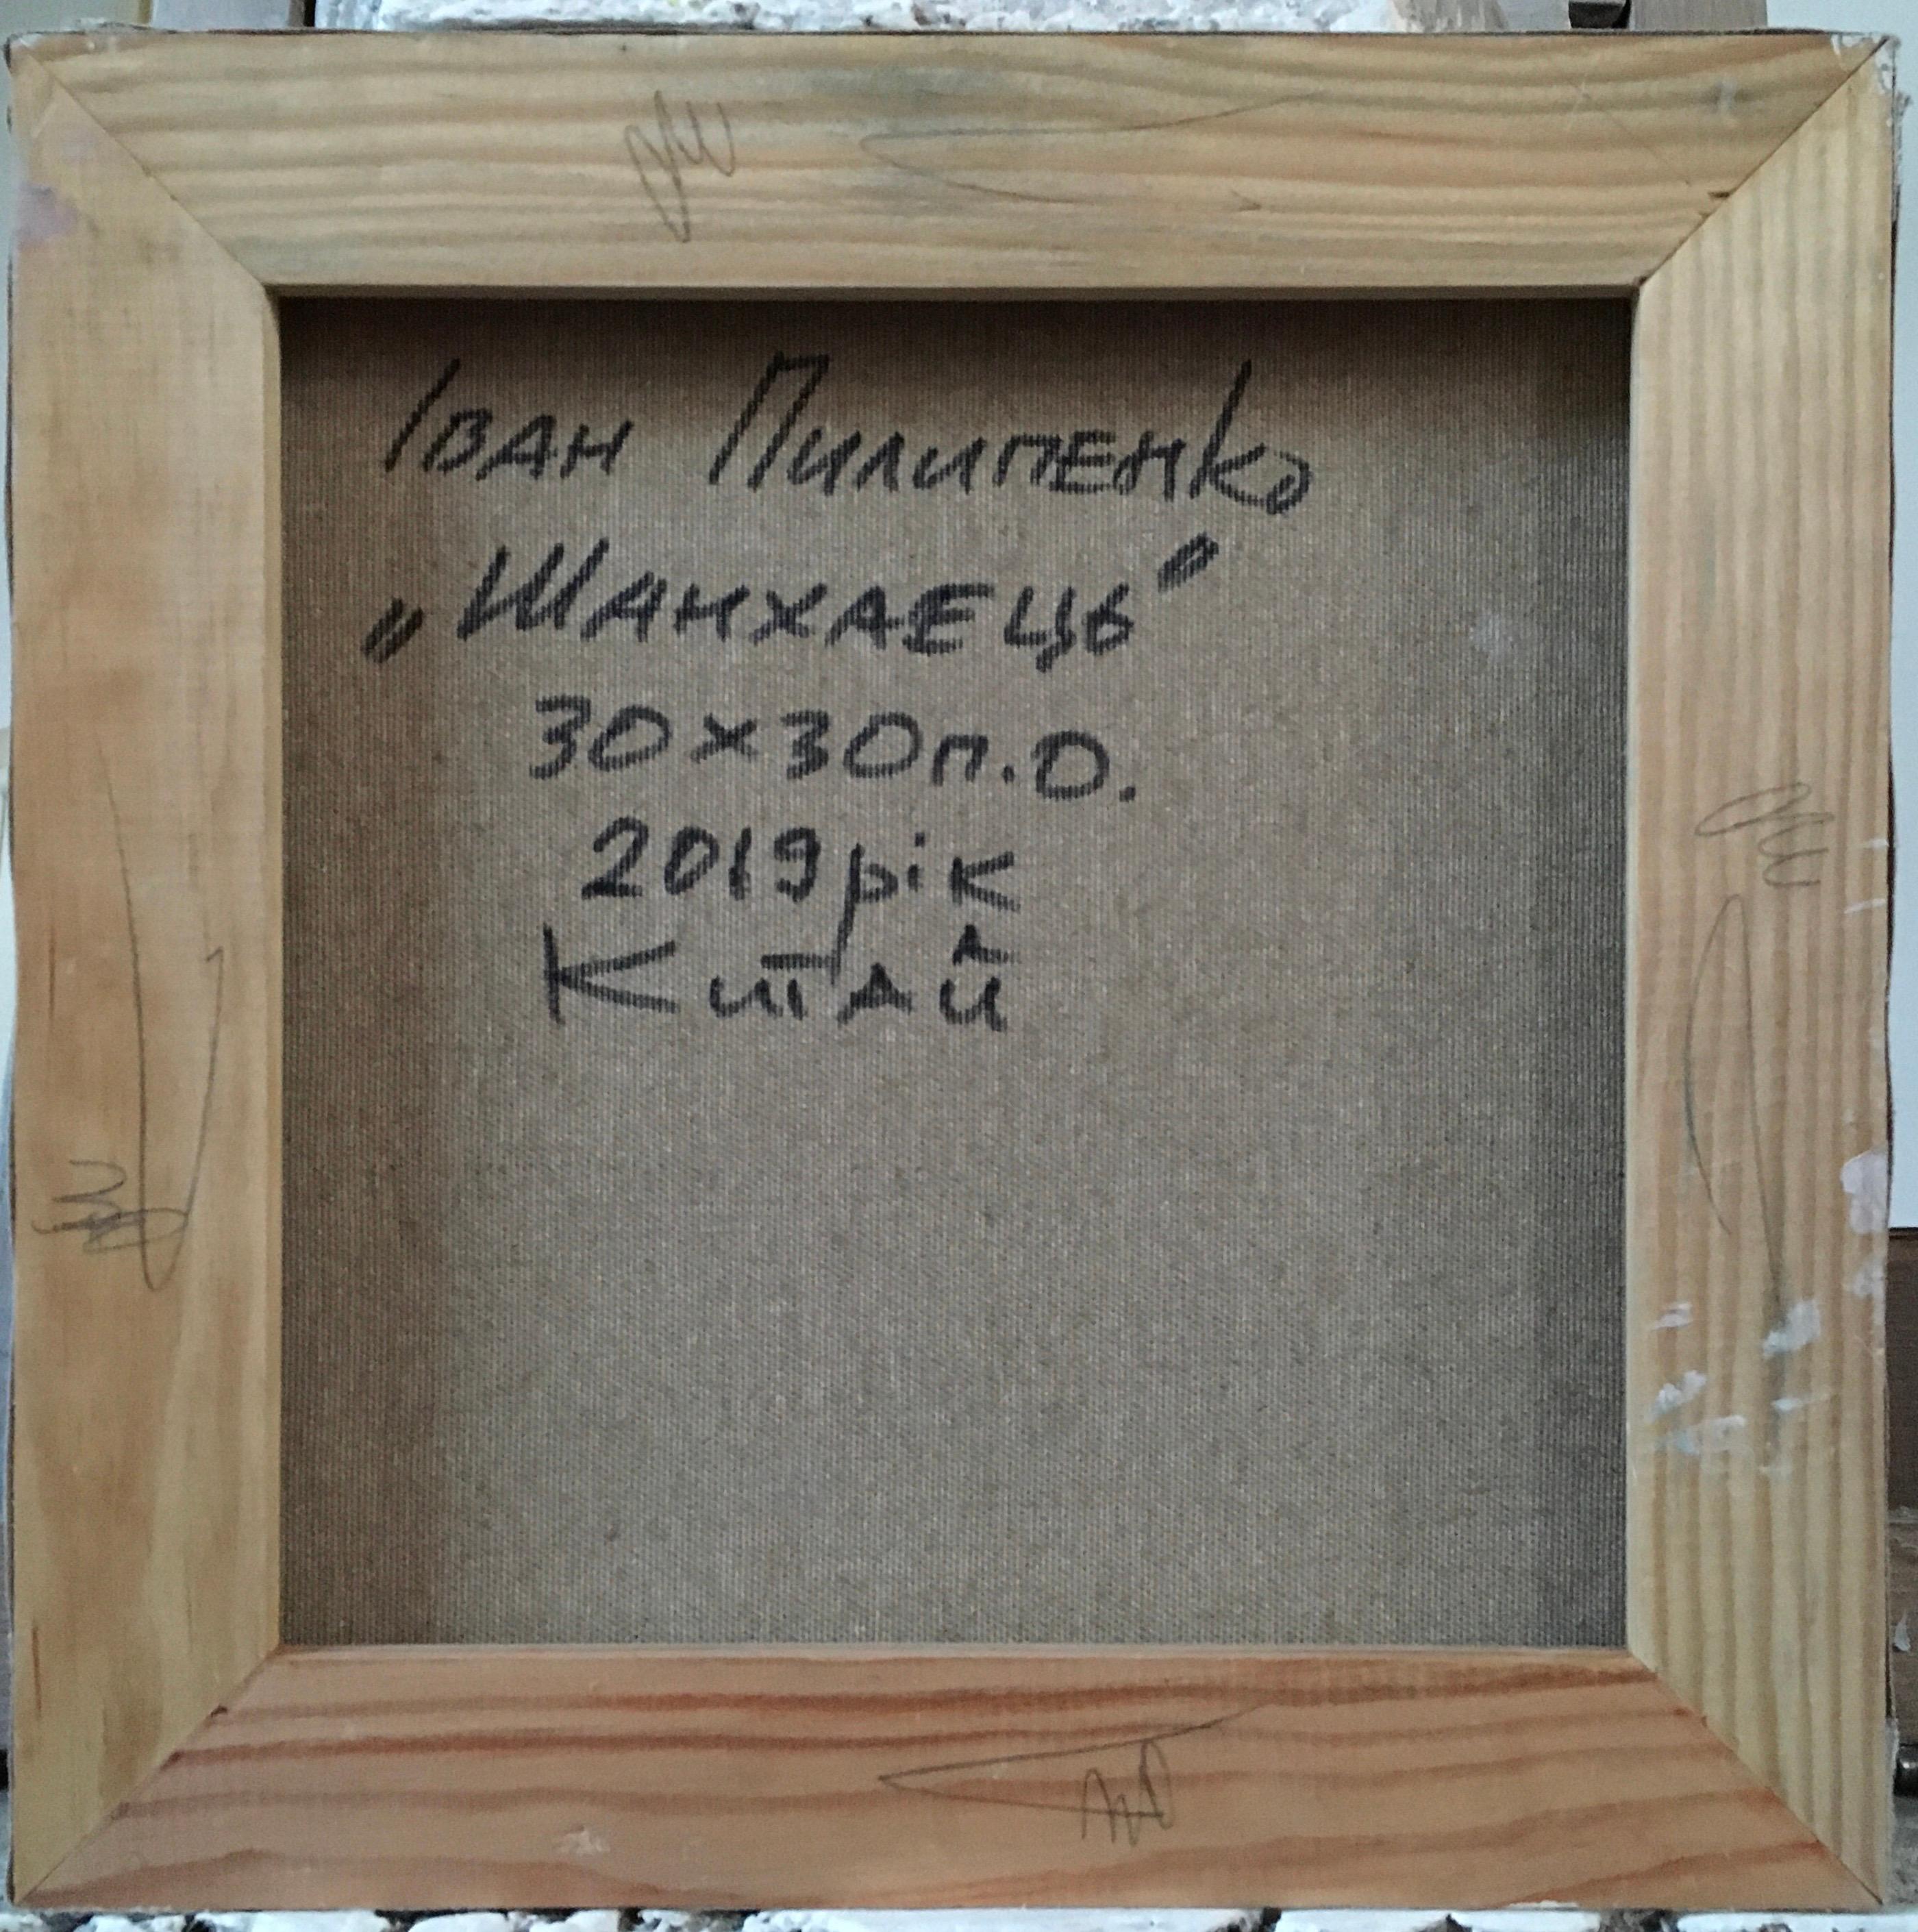 Іван Пилипенко
„Шанхаець"
30×30п.о.
2019рік
Китай